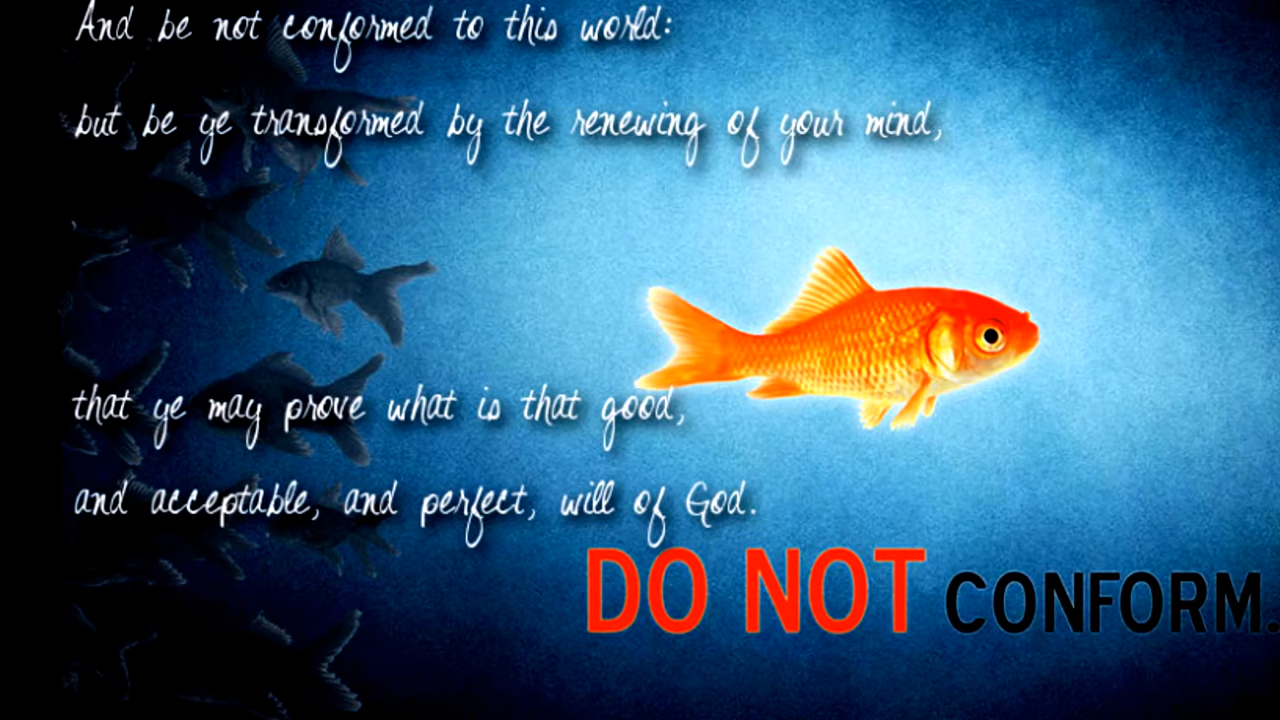 And be not conformed to this world:
but be ye transformed by the renewing of your mind,
that ye may prove what is that good,
and acceptable, and perfect, will of God.
DO NOT CONFORM.